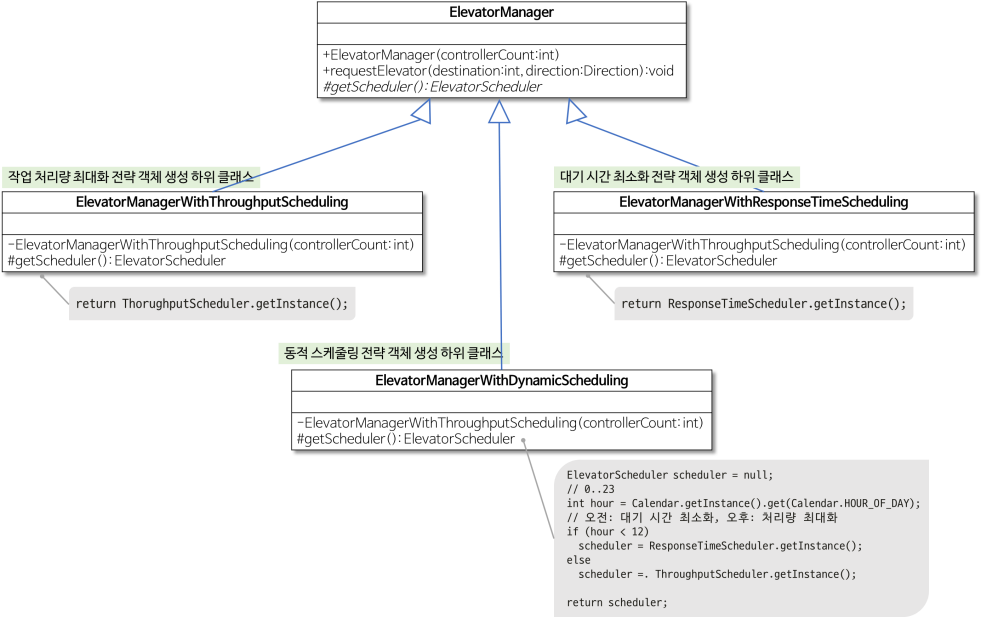 ElevatorManager
+ElevatorManager(controllerCount:int)
+requestElevator(destination:int, direction:Direction):void
#getScheduler():ElevatorScheduler
작업 처리량 최대화 전략 객체 생성 하위 클래스
ElevatorManagerWithThroughputScheduling
-ElevatorManagerWithThroughputScheduling(controllerCount:int)
#getScheduler():ElevatorScheduler
return ThorughputScheduler.getInstance();
대기 시간 최소화 전략 객체 생성 하위 클래스
ElevatorManagerWithResponseTimeScheduling
-ElevatorManagerWithThroughputScheduling(controllerCount:int)
#getScheduler():ElevatorScheduler
return ResponseTimeScheduler.getInstance();
동적 스케줄링 전략 객체 생성 하위 클래스
ElevatorManagerWithDynamicScheduling
-ElevatorManagerWithThroughputScheduling(controllerCount:int)
#getScheduler():ElevatorScheduler
ElevatorScheduler scheduler = null;
// 0..23
int hour = Calendar.getInstance().get(Calendar.HOUR_OF_DAY);
// 오전: 대기 시간 최소화, 오후: 처리량 최대화
if (hour < 12)
scheduler = ResponseTimeScheduler.getInstance();
else
scheduler =. ThroughputScheduler.getInstance();
return scheduler;